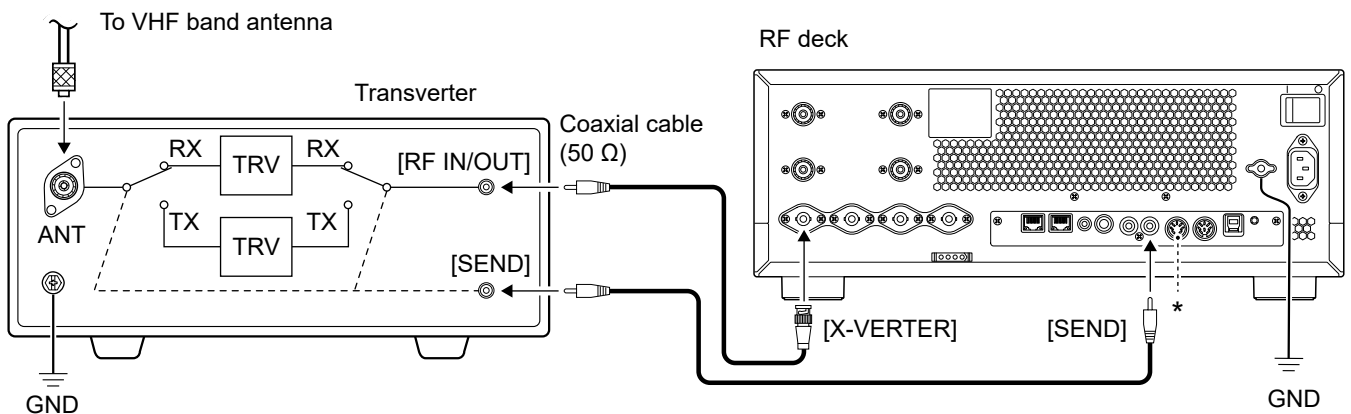 To VHF band antenna
RF deck
Transverter
Coaxial cable
(50 Ω)
RX
TRV
RX
[RF IN/OUT]
TX
TRV
TX
ANT
[SEND]
[X-VERTER]
[SEND]
*
GND
GND